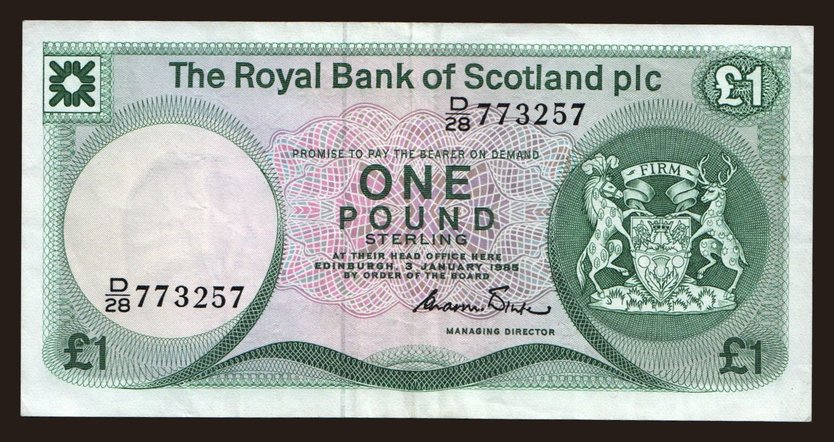 The Royal Bank of Scotland plc
£1
D/28 773257
PROMISE TO PAY THE BEARER ON DEMAND
ONE
POUND
STERLING
FIRM
AT THEIR HEAD OFFICE HERE
EDINBURGH, 3 JANUARY 1985
BY ORDER OF THE BOARD
D/28 773257
MANAGING DIRECTOR
£1
£1